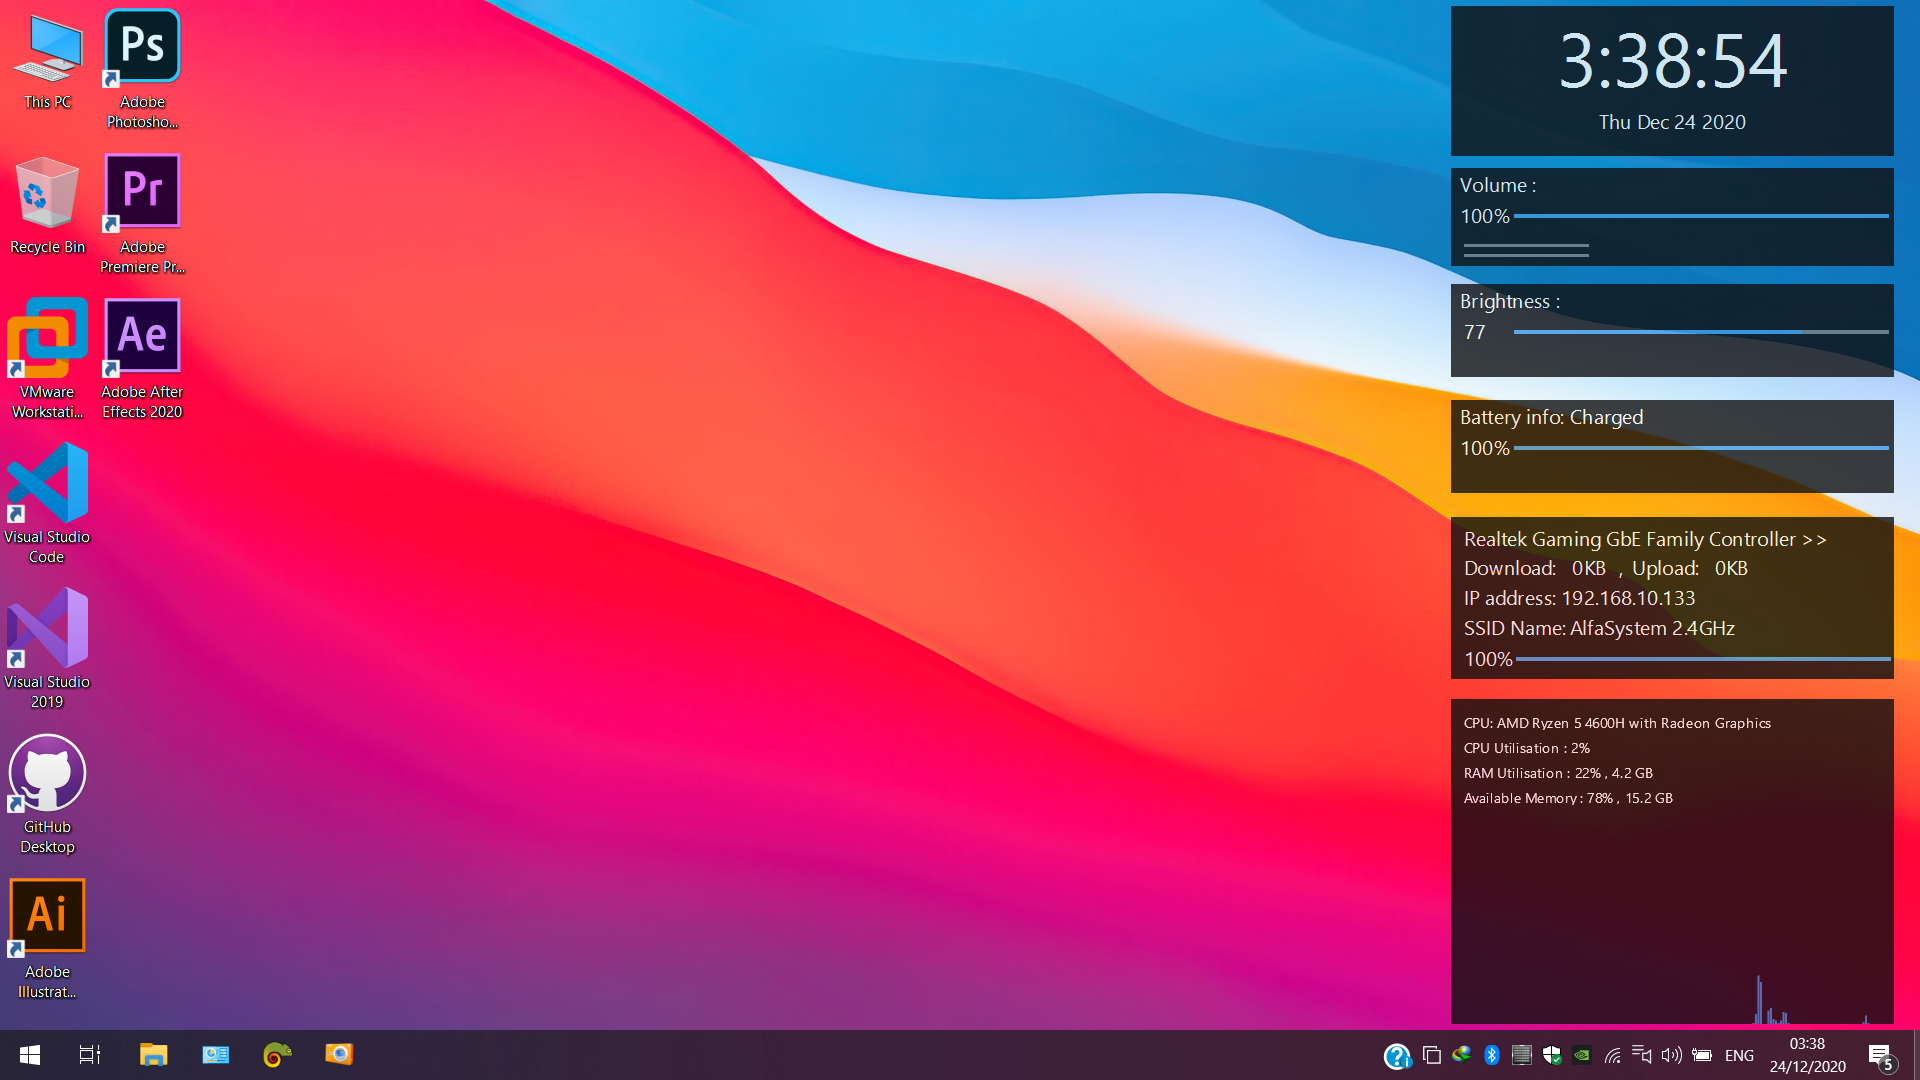 This PC
Ps
Adobe
Photosho...
Recycle Bin
Pr
Adobe
Premiere Pr...
VMware
Workstati...
Ae
Adobe After
Effects 2020
Visual Studio
Code
Visual Studio
2019
GitHub
Desktop
Ai
Adobe
Illustrat...
3:38:54
Thu Dec 24 2020
Volume :
100%
Brightness :
77
Battery info: Charged
100%
Realtek Gaming GbE Family Controller >>
Download: 0KB , Upload: 0KB
IP address: 192.168.10.133
SSID Name: AlfaSystem 2.4GHz
100%
CPU: AMD Ryzen 5 4600H with Radeon Graphics
CPU Utilisation : 2%
RAM Utilisation : 22% , 4.2 GB
Available Memory : 78% , 15.2 GB
ENG
03:38
24/12/2020
5